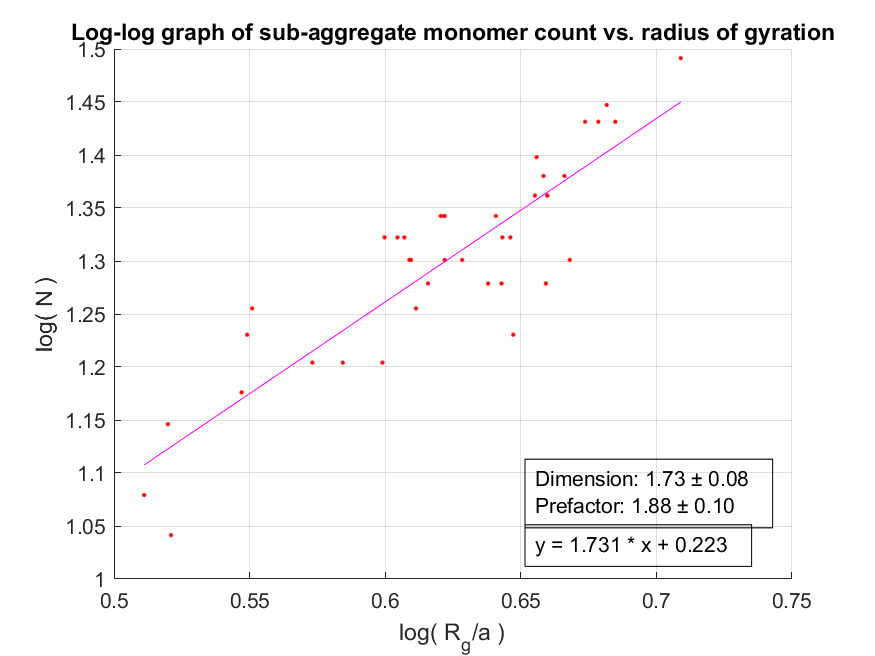 Log-log graph of sub-aggregate monomer count vs. radius of gyration
1.5
1.45
1.4
1.35
1.3
1.25
1.2
1.15
1.1
1.05
1
log( N )
Dimension: 1.73 ± 0.08
Prefactor: 1.88 ± 0.10
y = 1.731 * x + 0.223
0.5 0.55 0.6 0.65 0.7 0.75
log( R_g/a )